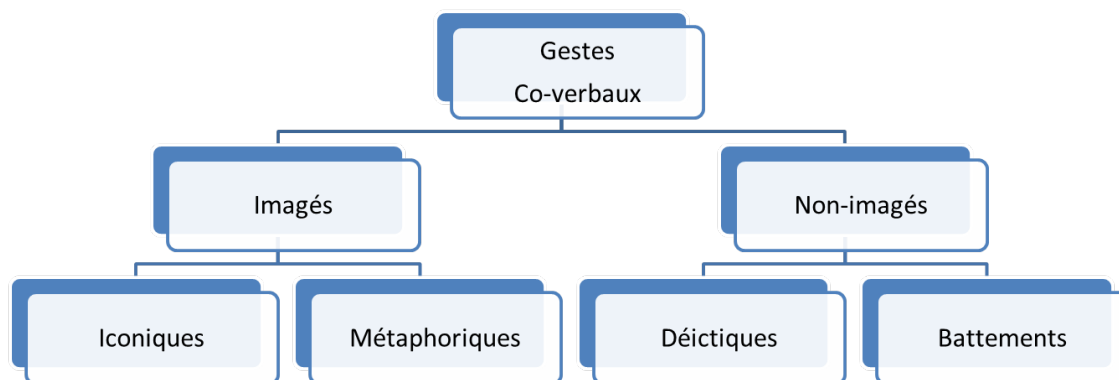 Gestes
Co-verbaux
Imagés
Non-imagés
Iconiques
Métaphoriques
Déictiques
Battements